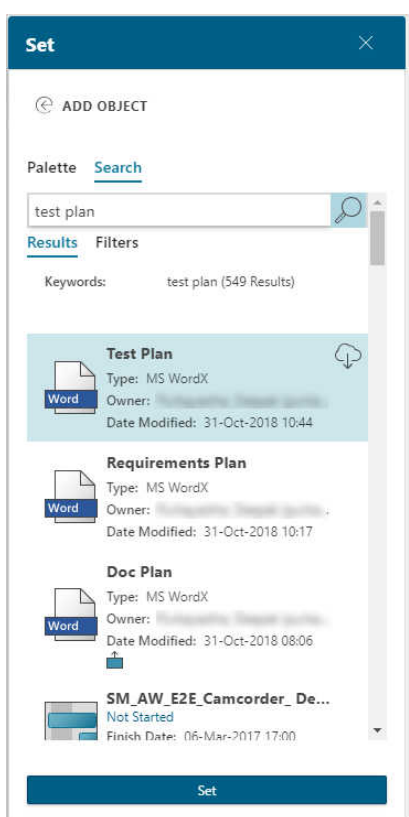 Set
ADD OBJECT
Palette Search
test plan
Results Filters
Keywords: test plan (549 Results)
Test Plan
Type: MS WordX
Word
Owner:
Date Modified: 31-Oct-2018 10:44
Requirements Plan
Type: MS WordX
Word
Owner:
Date Modified: 31-Oct-2018 10:17
Doc Plan
Type: MS WordX
Word
Owner:
Date Modified: 31-Oct-2018 08:06
SM_AW_E2E_Camcorder_ De...
Not Started
Finish Date: 06-Mar-2017 17:00
Set